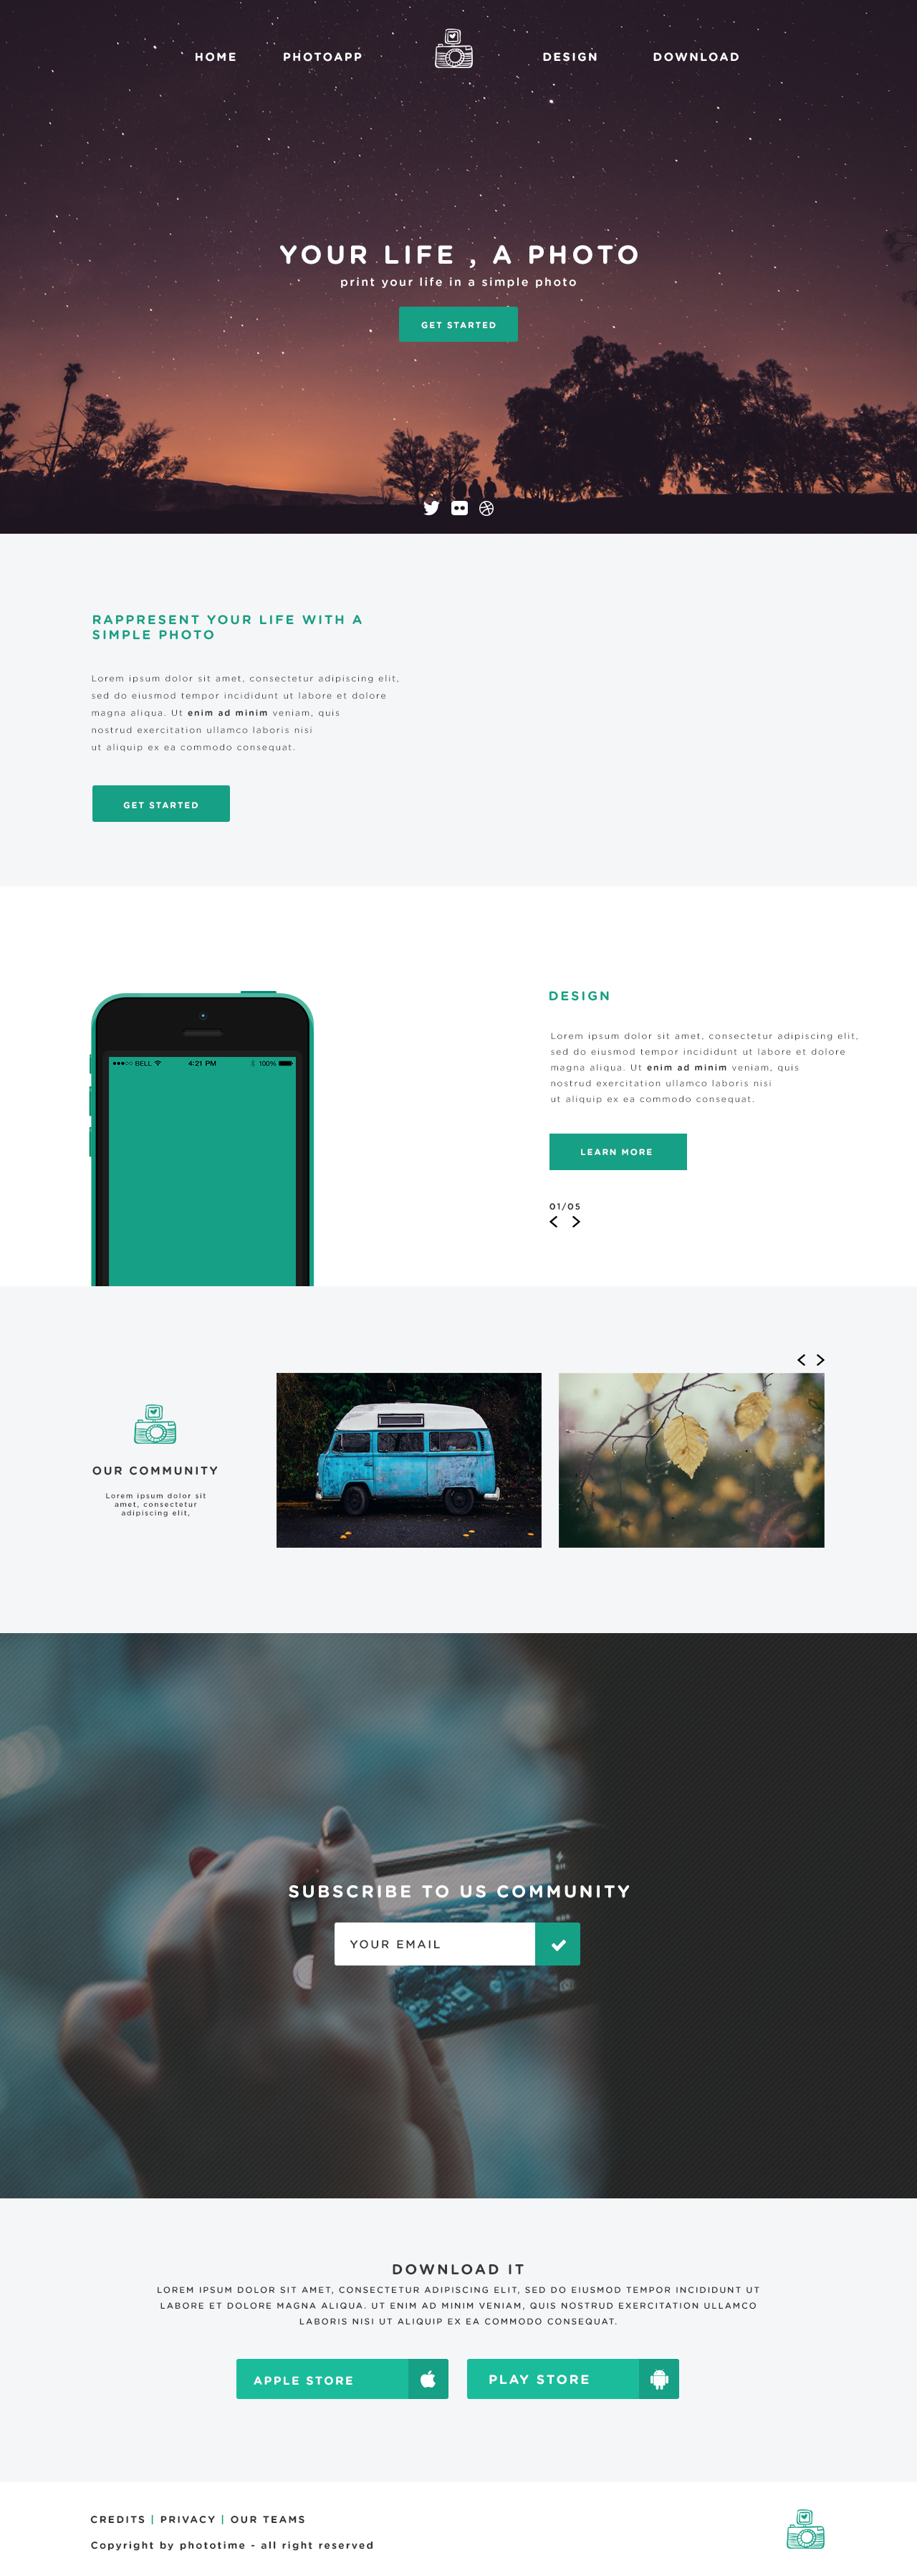 HOME PHOTOAPP DESIGN DOWNLOAD
YOUR LIFE , A PHOTO
print your life in a simple photo
GET STARTED
RAPPRESENT YOUR LIFE WITH A
SIMPLE PHOTO
Lorem ipsum dolor sit amet, consectetur adipiscing elit,
sed do eiusmod tempor incididunt ut labore et dolore
magna aliqua. Ut enim ad minim veniam, quis
nostrud exercitation ullamco laboris nisi
ut aliquip ex ea commodo consequat.
GET STARTED
BELL 4:21 PM 100%
DESIGN
Lorem ipsum dolor sit amet, consectetur adipiscing elit,
sed do eiusmod tempor incididunt ut labore et dolore
magna aliqua. Ut enim ad minim veniam, quis
nostrud exercitation ullamco laboris nisi
ut aliquip ex ea commodo consequat.
LEARN MORE
01/05
OUR COMMUNITY
Lorem ipsum dolor sit
amet, consectetur
adipiscing elit,
SUBSCRIBE TO US COMMUNITY
YOUR EMAIL
DOWNLOAD IT
LOREM IPSUM DOLOR SIT AMET, CONSECTETUR ADIPISCING ELIT, SED DO EIUSMOD TEMPOR INCIDIDUNT UT
LABORE ET DOLORE MAGNA ALIQUA. UT ENIM AD MINIM VENIAM, QUIS NOSTRUD EXERCITATION ULLAMCO
LABORIS NISI UT ALIQUIP EX EA COMMODO CONSEQUAT.
APPLE STORE
PLAY STORE
CREDITS | PRIVACY | OUR TEAMS
Copyright by phototime - all right reserved